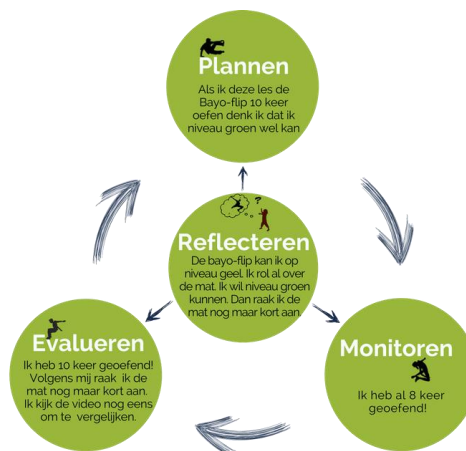 Plannen
Als ik deze les de
Bayo-flip 10 keer
oefen denk ik dat ik
niveau groen wel kan
?
Reflecteren
De bayo-flip kan ik op
niveau geel. Ik rol al over
de mat. Ik wil niveau groen
kunnen. Dan raak ik de
mat nog maar kort aan.
Evalueren
Ik heb 10 keer geoefend!
Volgens mij raak ik de
mat nog maar kort aan.
Ik kijk de video nog eens
om te vergelijken.
Monitoren
Ik heb al 8 keer
geoefend!